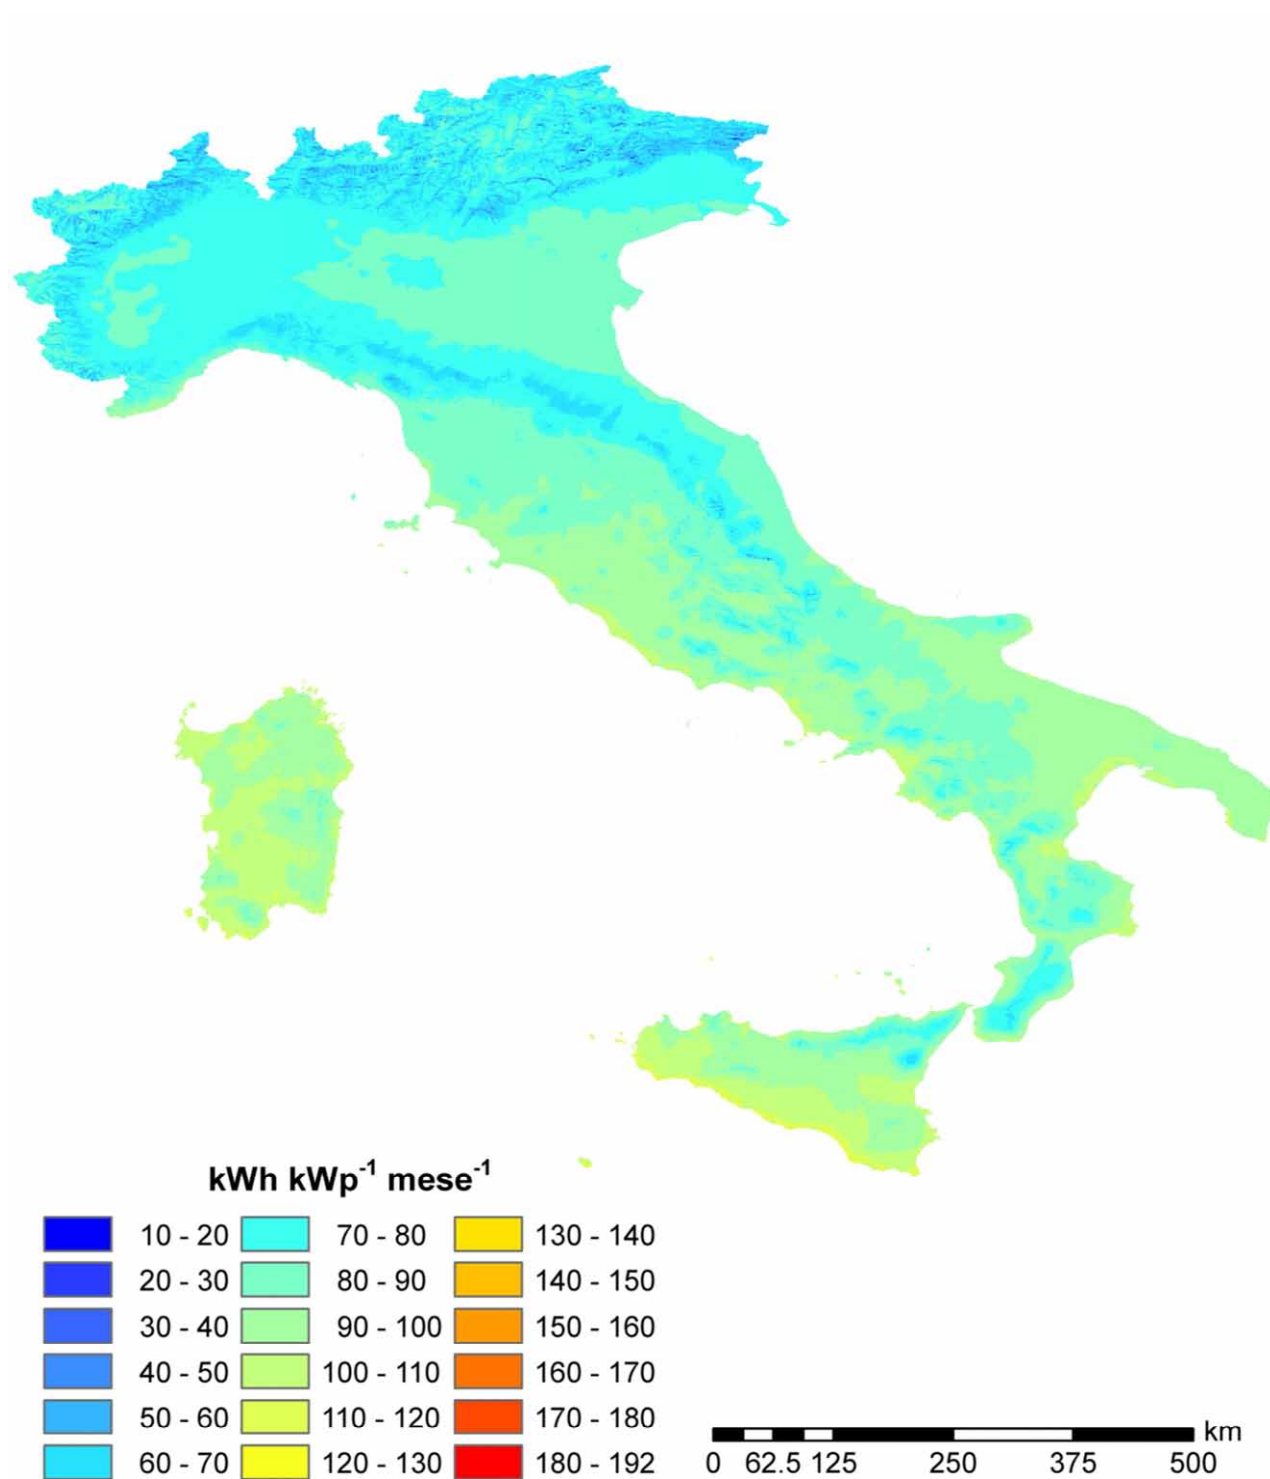 kWh kWp-1 mese-1
10 - 20 70 - 80 130 - 140
20 - 30 80 - 90 140 - 150
30 - 40 90 - 100 150 - 160
40 - 50 100 - 110 160 - 170
50 - 60 110 - 120 170 - 180
60 - 70 120 - 130 180 - 192
km
0 62.5 125 250 375 500